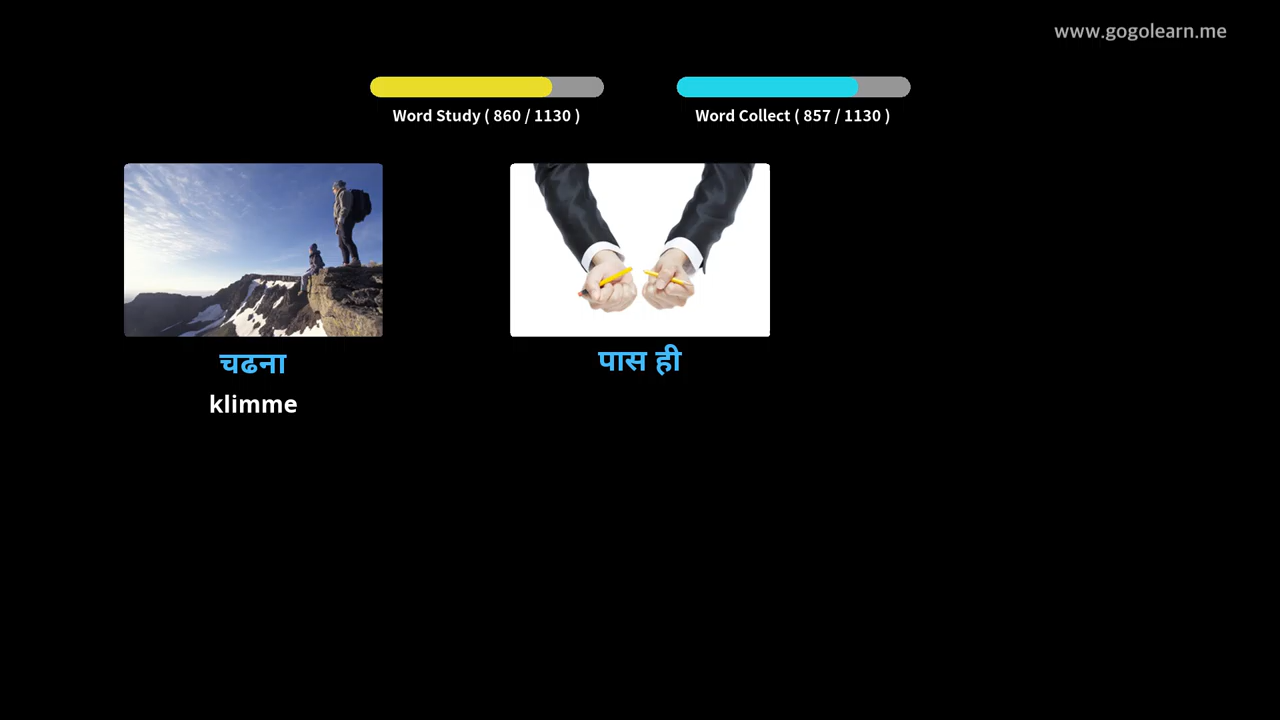 www.gogolearn.me
Word Study ( 860 / 1130 )
Word Collect ( 857 / 1130 )
चढना
पास ही
klimme